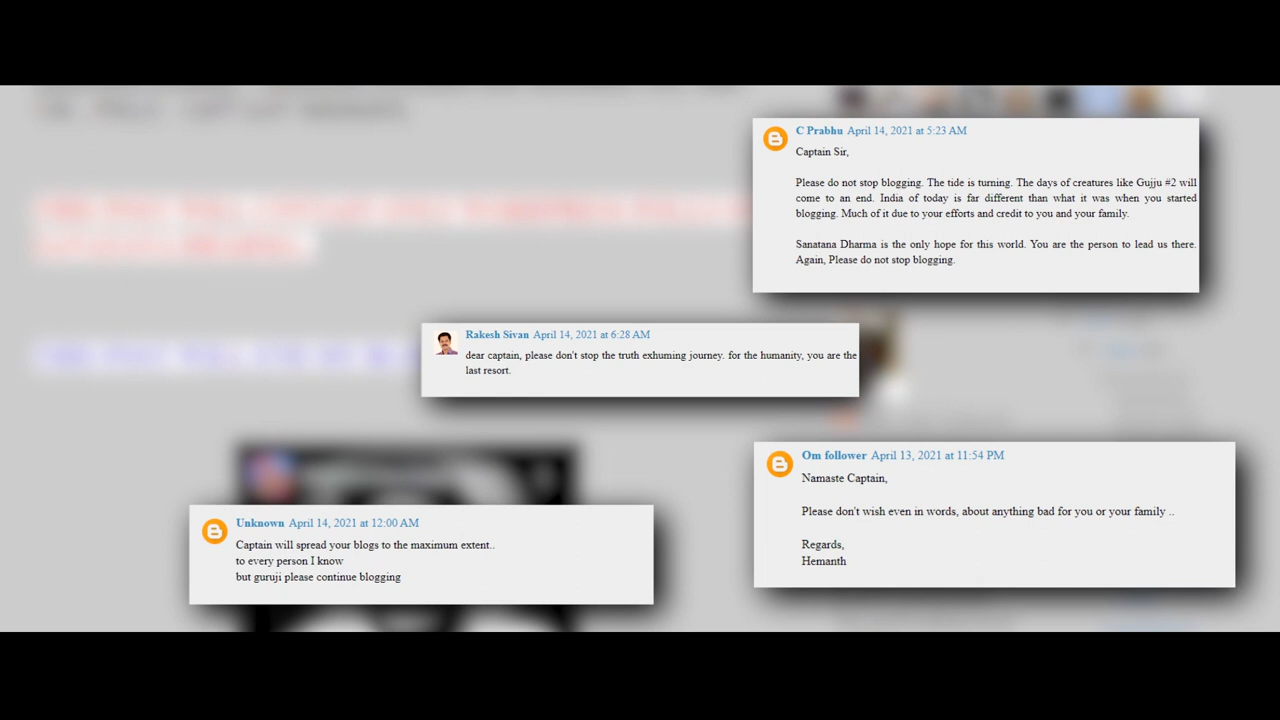 C Prabhu April 14, 2021 at 5:23 AM
Captain Sir,
Please do not stop blogging. The tide is turning. The days of creatures like Gujju #2 will
come to an end. India of today is far different than what it was when you started
blogging. Much of it due to your efforts and credit to you and your family.
Sanatana Dharma is the only hope for this world. You are the person to lead us there.
Again, Please do not stop blogging.
Rakesh Sivan April 14, 2021 at 6:28 AM
dear captain, please don't stop the truth exhuming journey. for the humanity, you are the
last resort.
Om follower April 13, 2021 at 11:54 PM
Namaste Captain,
Please don't wish even in words, about anything bad for you or your family ..
Regards,
Hemanth
Unknown April 14, 2021 at 12:00 AM
Captain will spread your blogs to the maximum extent..
to every person I know
but guruji please continue blogging